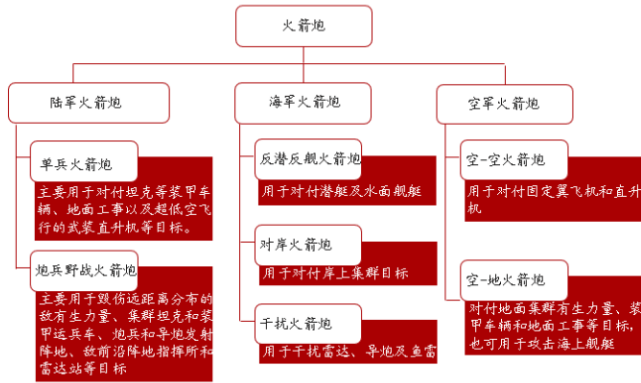 火箭炮
陆军火箭炮
海军火箭炮
空军火箭炮
单兵火箭炮
主要用于对付坦克等装甲车
辆、地面工事以及超低空飞
行的武装直升机等目标。
炮兵野战火箭炮
主要用于毁伤远距离分布的
敌有生力量、集群坦克和装
甲运兵车、炮兵和导炮发射
阵地、敌前沿阵地指挥所和
雷达站等目标
反潜反舰火箭炮
用于对付潜艇及水面舰艇
对岸火箭炮
用于对付岸上集群目标
干扰火箭炮
用于干扰雷达、导炮及鱼雷
空-空火箭炮
用于对付固定翼飞机和直升
机
空-地火箭炮
对付地面集群有生力量、装
甲车辆和地面工事等目标，
也可用于攻击海上舰艇